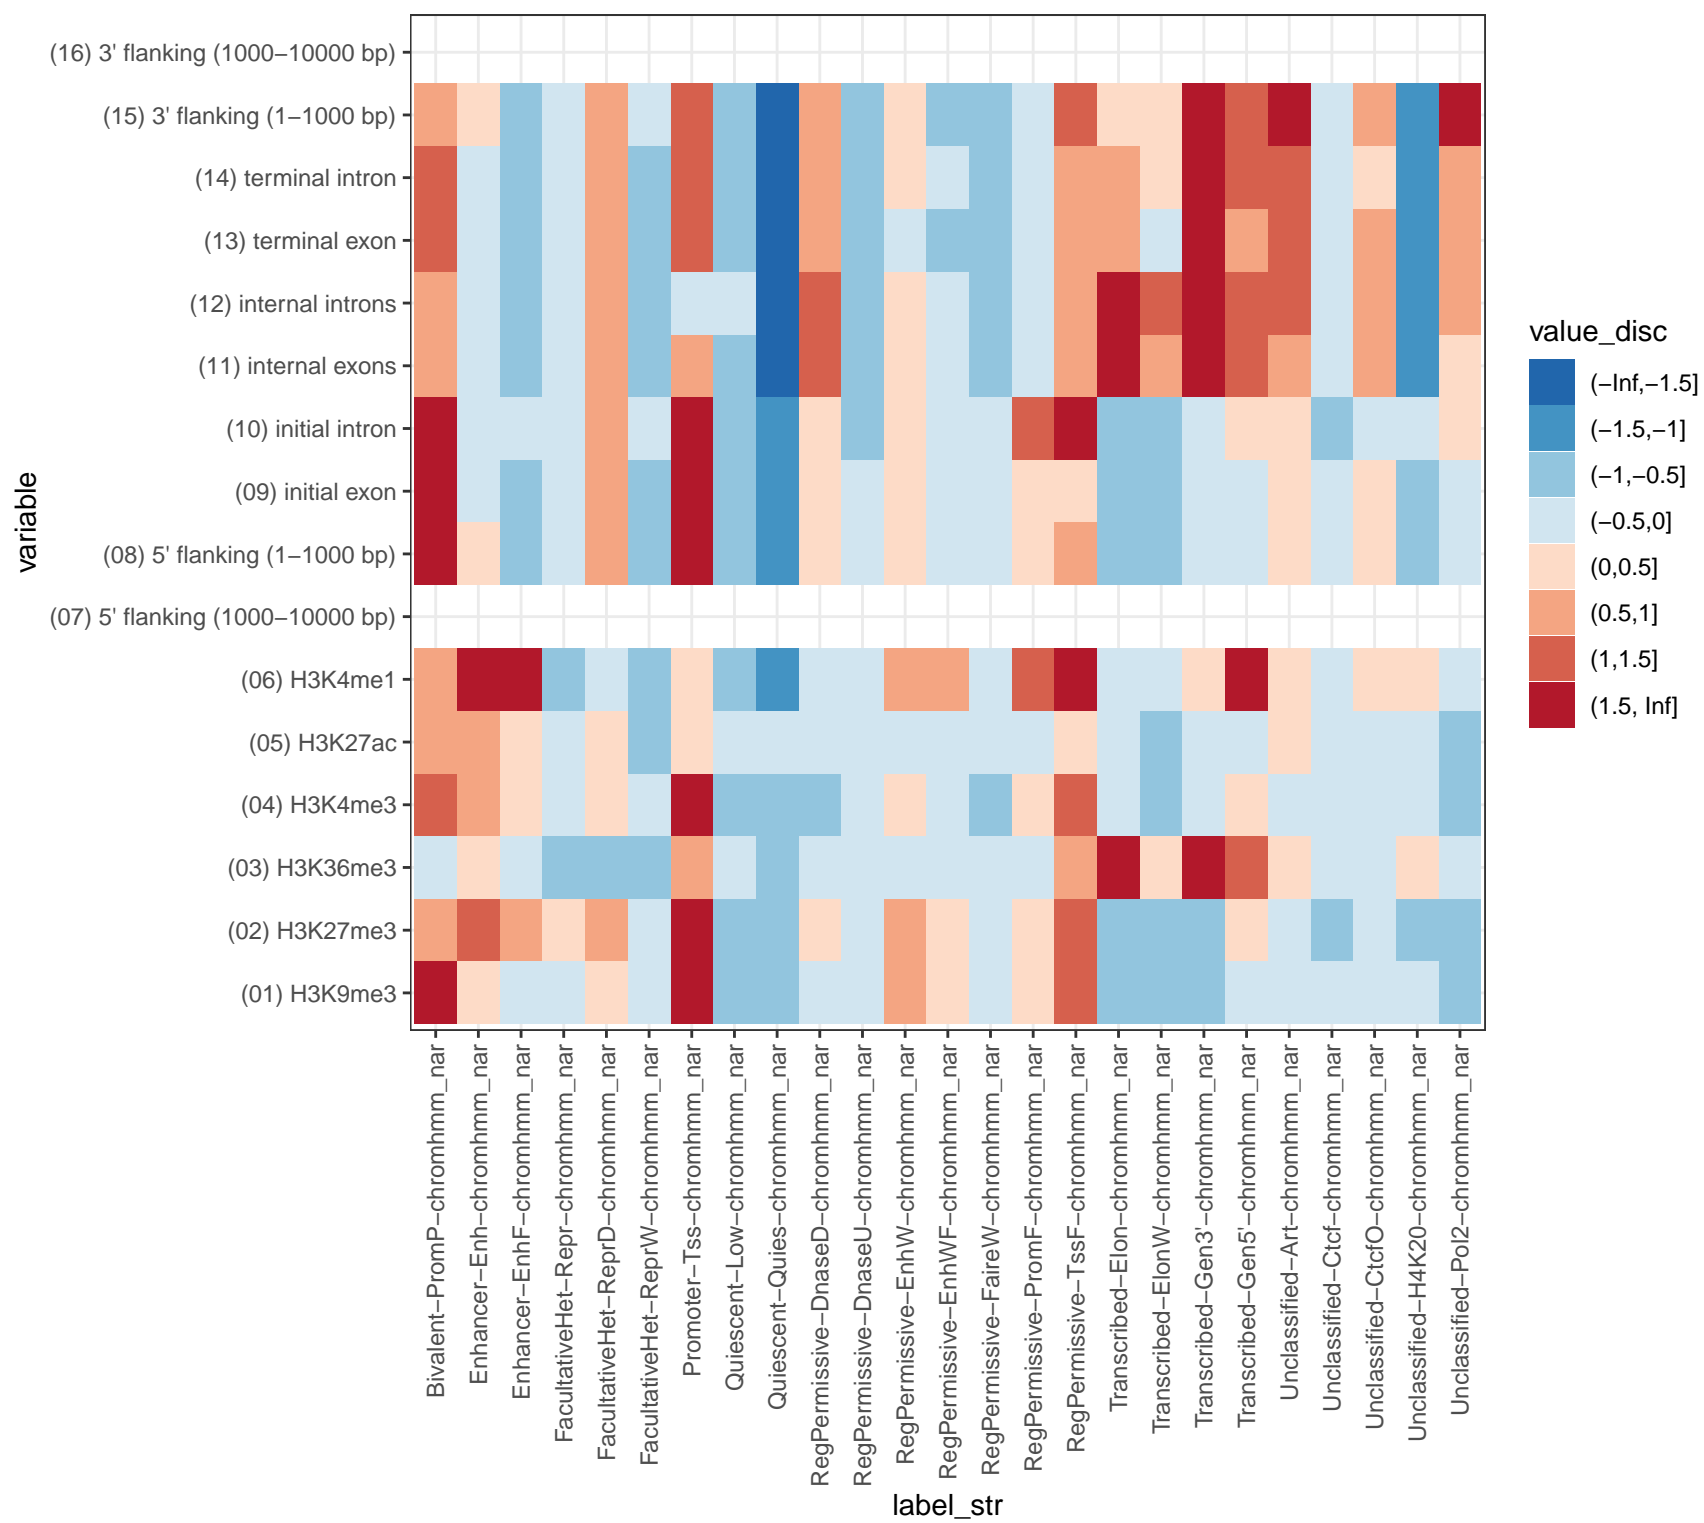 (16) 3' flanking (1000−10000 bp)
(15) 3' flanking (1−1000 bp)
(14) terminal intron
(13) terminal exon
(12) internal introns
(11) internal exons
(10) initial intron
(09) initial exon
(08) 5' flanking (1−1000 bp)
(07) 5' flanking (1000−10000 bp)
(06) H3K4me1
(05) H3K27ac
(04) H3K4me3
(03) H3K36me3
(02) H3K27me3
(01) H3K9me3
variable
Bivalent−PromP−chromhmm_nar
Enhancer−Enh−chromhmm_nar
Enhancer−EnhF−chromhmm_nar
FacultativeHet−Repr−chromhmm_nar
FacultativeHet−ReprD−chromhmm_nar
FacultativeHet−ReprW−chromhmm_nar
Promoter−Tss−chromhmm_nar
Quiescent−Low−chromhmm_nar
Quiescent−Quies−chromhmm_nar
RegPermissive−DnaseD−chromhmm_nar
RegPermissive−DnaseU−chromhmm_nar
RegPermissive−EnhW−chromhmm_nar
RegPermissive−EnhWF−chromhmm_nar
RegPermissive−FaireW−chromhmm_nar
RegPermissive−PromF−chromhmm_nar
RegPermissive−TssF−chromhmm_nar
Transcribed−Elon−chromhmm_nar
Transcribed−ElonW−chromhmm_nar
Transcribed−Gen3'−chromhmm_nar
Transcribed−Gen5'−chromhmm_nar
Unclassified−Art−chromhmm_nar
Unclassified−Ctcf−chromhmm_nar
Unclassified−CtcfO−chromhmm_nar
Unclassified−H4K20−chromhmm_nar
Unclassified−Pol2−chromhmm_nar
label_str
value_disc
(−Inf,−1.5]
(−1.5,−1]
(−1,−0.5]
(−0.5,0]
(0,0.5]
(0.5,1]
(1,1.5]
(1.5, Inf]